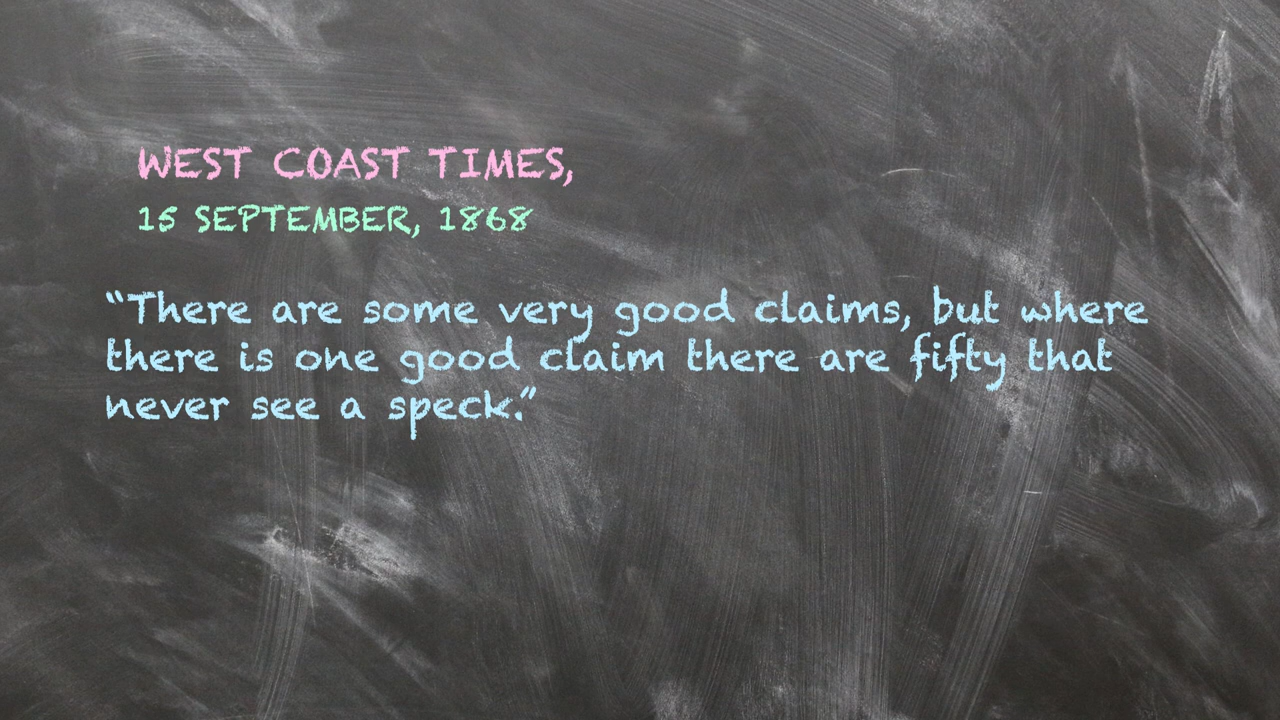 WEST COAST TIMES,
15 SEPTEMBER, 1868
“There are some very good claims, but where
there is one good claim there are fifty that
never see a speck.”